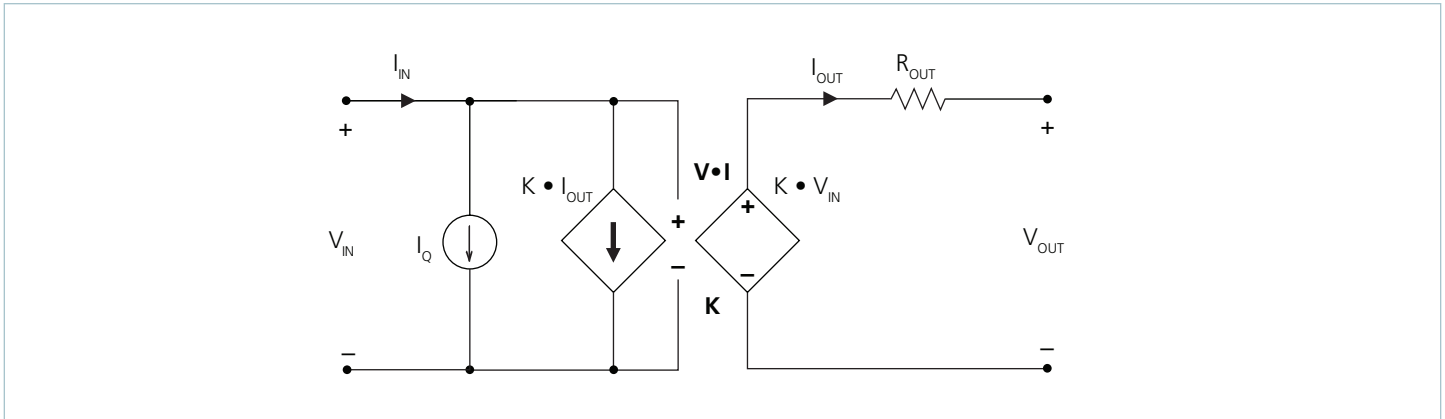 I_IN
I_OUT
R_OUT
+
+
V•I
K • I_OUT
K • V_IN
+
+
V_IN
I_Q
V_OUT
−
−
K
−
−